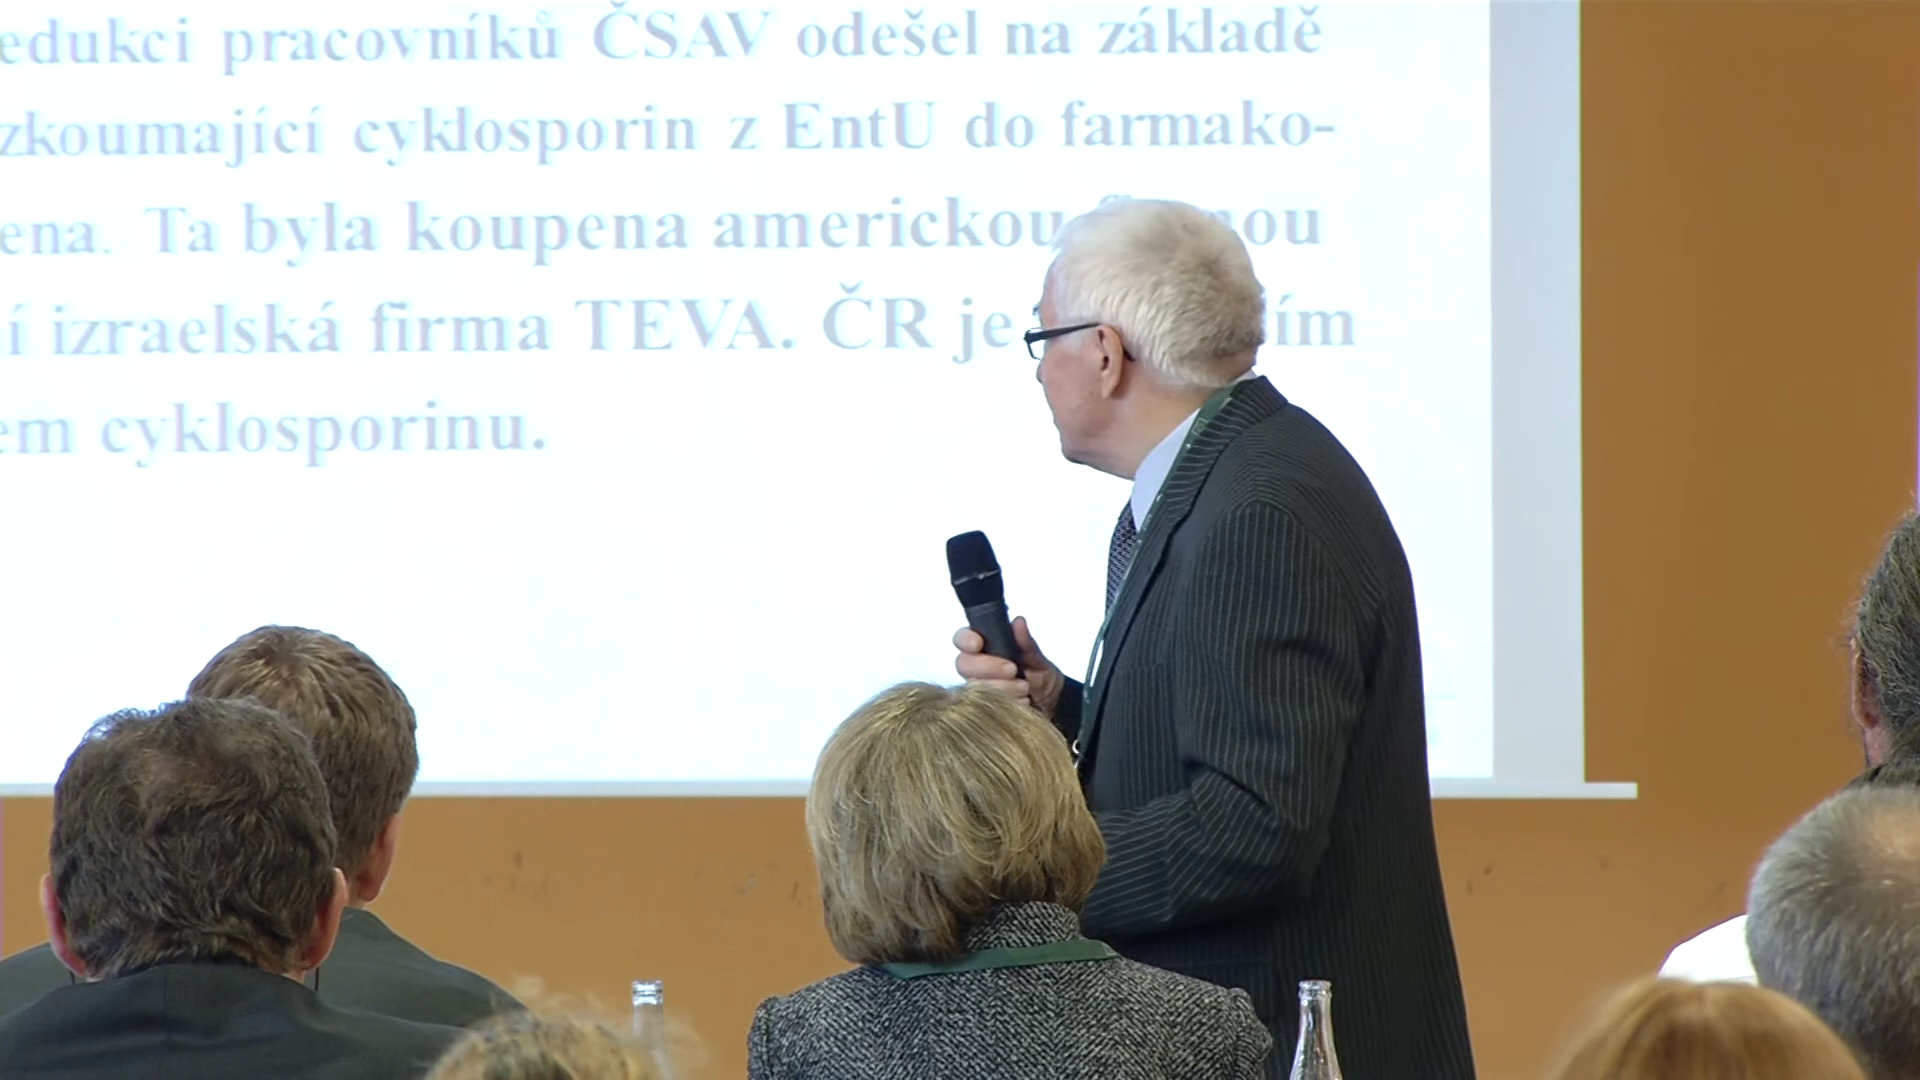 edukci pracovníků ČSAV odešel na základě
zkoumající cyklosporin z EntU do farmako-
ena. Ta byla koupena americkou
í izraelská firma TEVA. ČR je
em cyklosporinu.